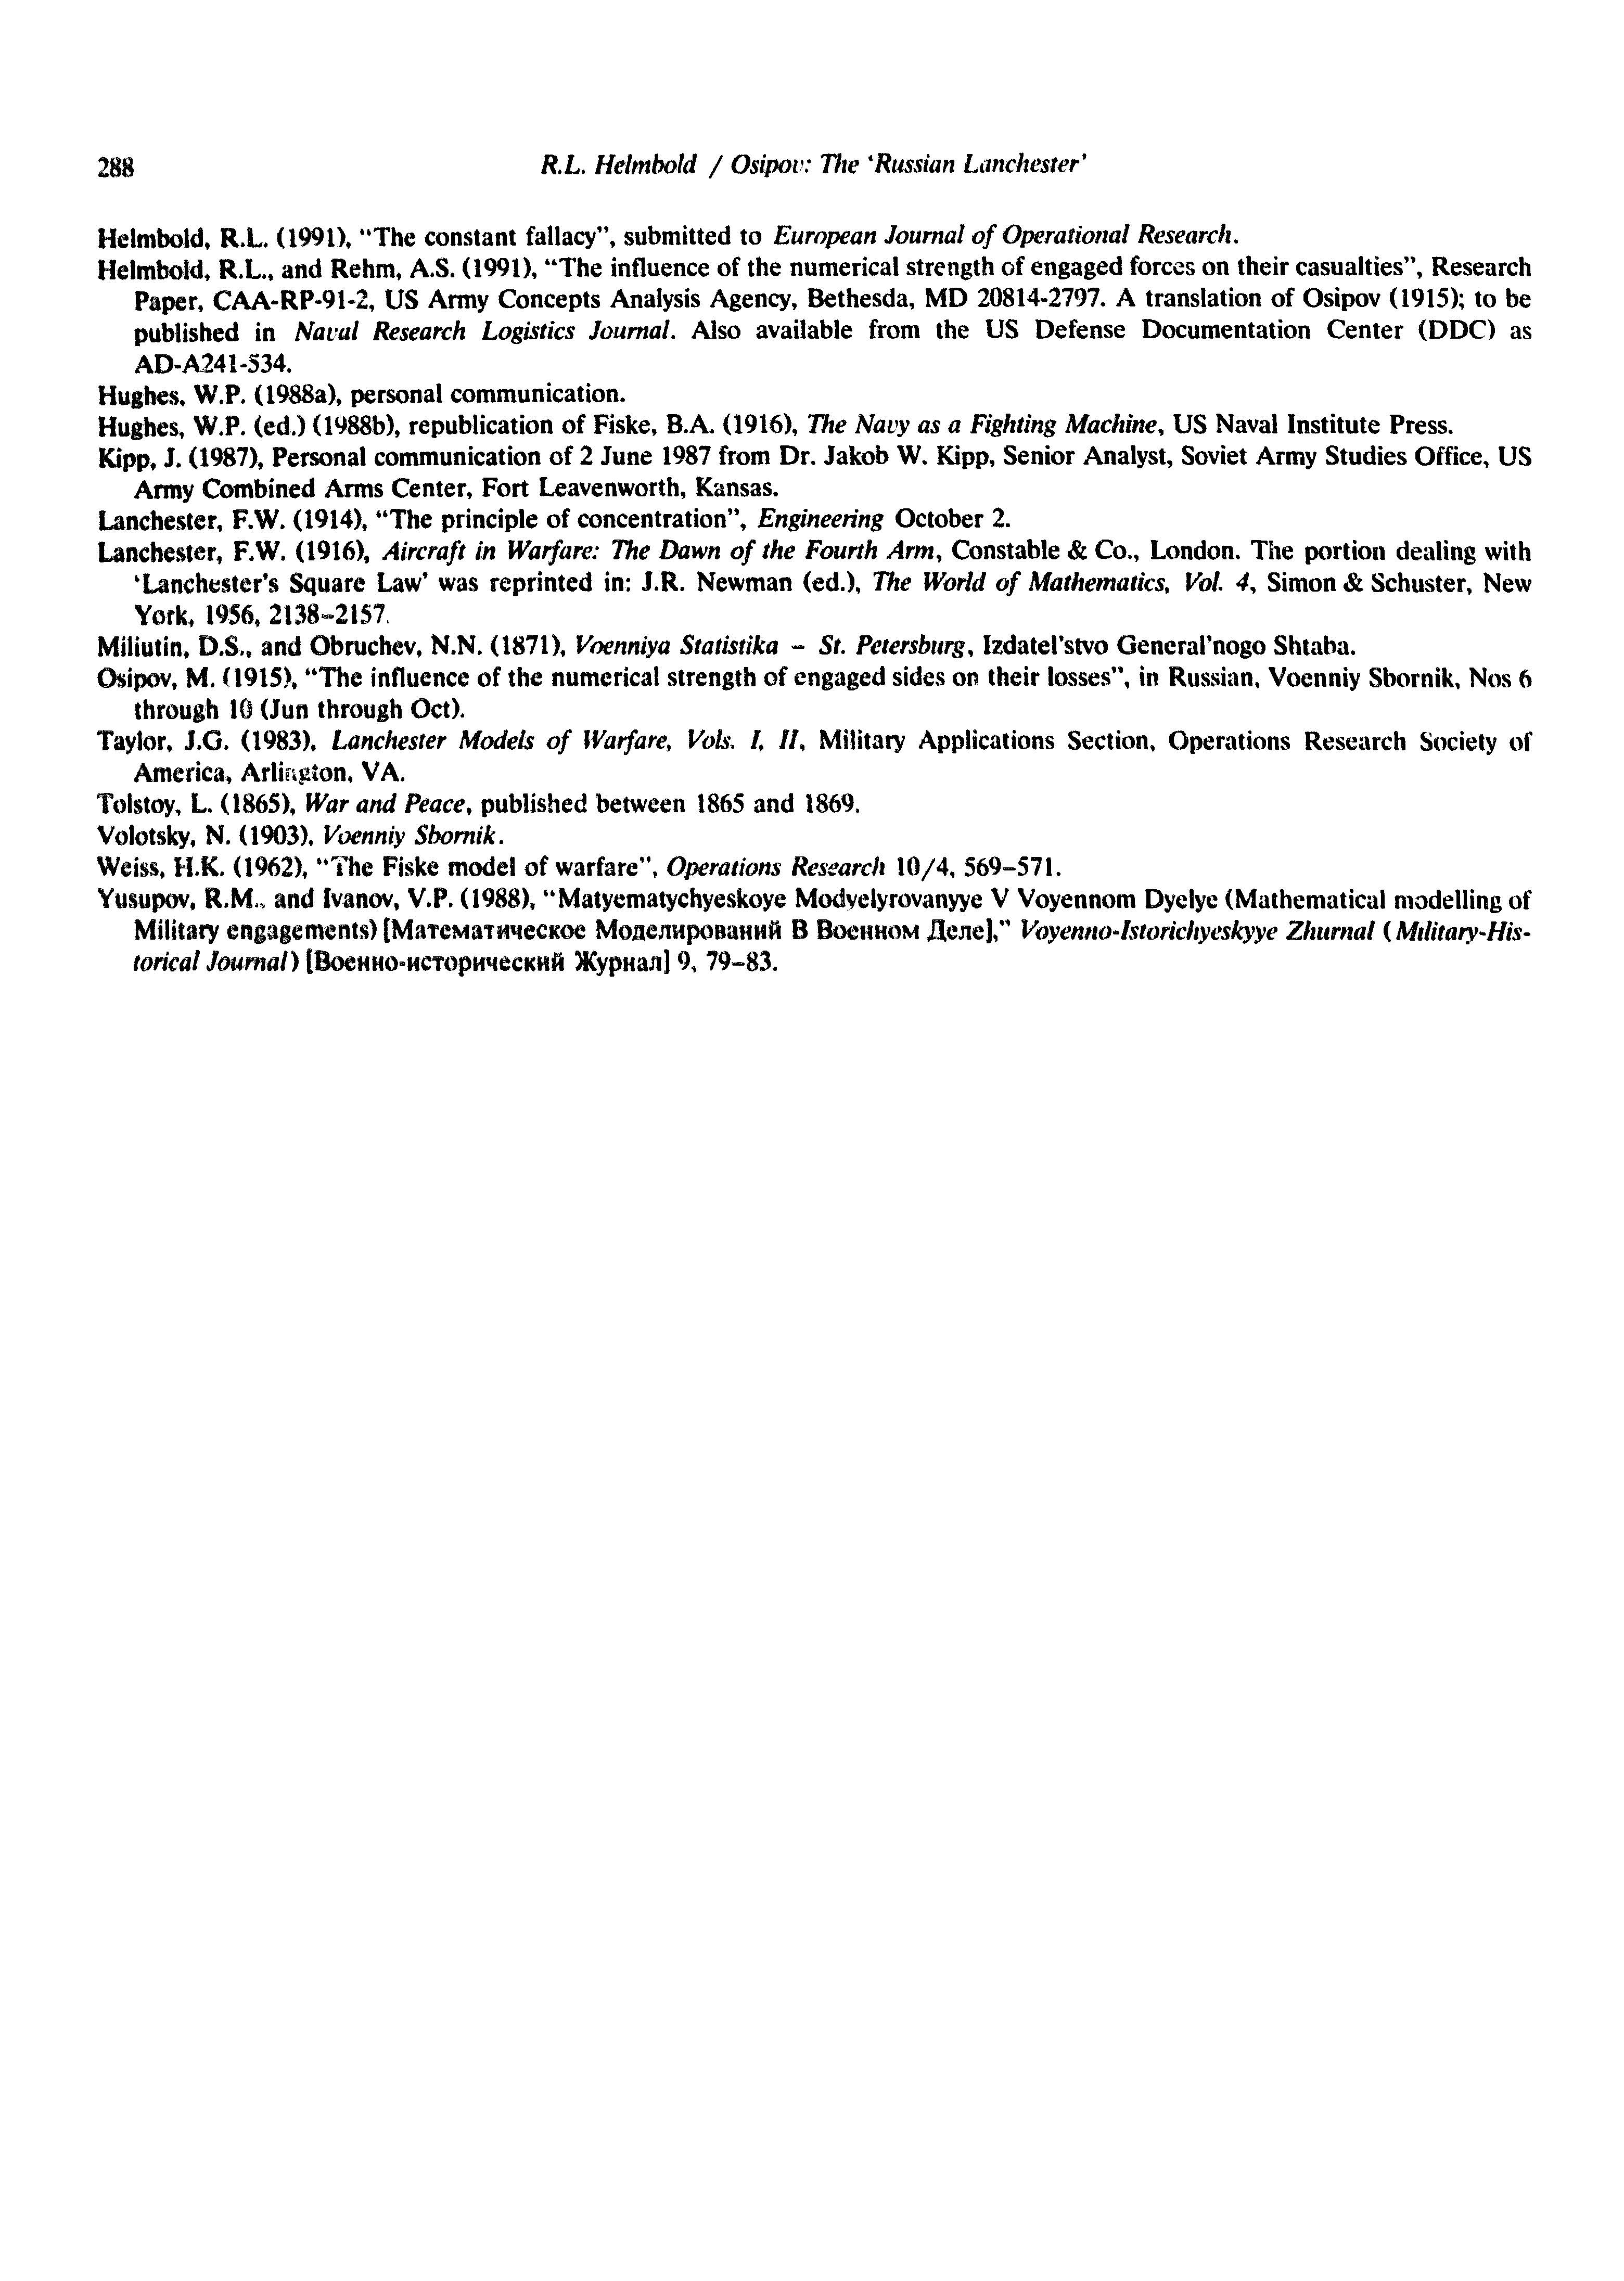 288
R.L. Helmbold / Osipov: The 'Russian Lanchester'
Helmbold, R.L. (1991), "The constant fallacy", submitted to European Journal of Operational Research.
Helmbold, R.L., and Rehm, A.S. (1991), "The influence of the numerical strength of engaged forces on their casualties", Research
Paper, CAA-RP-91-2, US Army Concepts Analysis Agency, Bethesda, MD 20814-2797. A translation of Osipov (1915); to be
published in Naval Research Logistics Journal. Also available from the US Defense Documentation Center (DDC) as
AD-A241-534.
Hughes, W.P. (1988a), personal communication.
Hughes, W.P. (ed.) (1988b), republication of Fiske, B.A. (1916), The Navy as a Fighting Machine, US Naval Institute Press.
Kipp, J. (1987), Personal communication of 2 June 1987 from Dr. Jakob W. Kipp, Senior Analyst, Soviet Army Studies Office, US
Army Combined Arms Center, Fort Leavenworth, Kansas.
Lanchester, F.W. (1914), "The principle of concentration", Engineering October 2.
Lanchester, F.W. (1916), Aircraft in Warfare: The Dawn of the Fourth Arm, Constable & Co., London. The portion dealing with
'Lanchester's Square Law' was reprinted in: J.R. Newman (ed.), The World of Mathematics, Vol. 4, Simon & Schuster, New
York, 1956, 2138–2157.
Miliutin, D.S., and Obruchev, N.N. (1871), Voenniya Statistika – St. Petersburg, Izdatel'stvo General'nogo Shtaba.
Osipov, M. (1915), "The influence of the numerical strength of engaged sides on their losses", in Russian, Voenniy Sbornik, Nos 6
through 10 (Jun through Oct).
Taylor, J.G. (1983), Lanchester Models of Warfare, Vols. I, II, Military Applications Section, Operations Research Society of
America, Arlington, VA.
Tolstoy, L. (1865), War and Peace, published between 1865 and 1869.
Volotsky, N. (1903), Voenniy Sbornik.
Weiss, H.K. (1962), "The Fiske model of warfare", Operations Research 10/4, 569–571.
Yusupov, R.M., and Ivanov, V.P. (1988), "Matyematychyeskoye Modyelyrovanyye V Voyennom Dyelye (Mathematical modelling of
Military engagements) [Математическое Моделирований В Военном Деле]," Voyenno-Istorichyeskyye Zhurnal (Military-His-
torical Journal) [Военно-исторический Журнал] 9, 79–83.